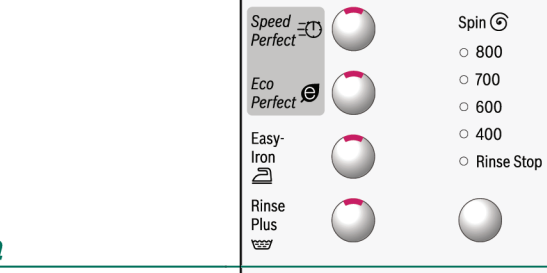 Speed
Perfect
Eco
Perfect
Easy-
Iron
Rinse
Plus
Spin
800
700
600
400
Rinse Stop